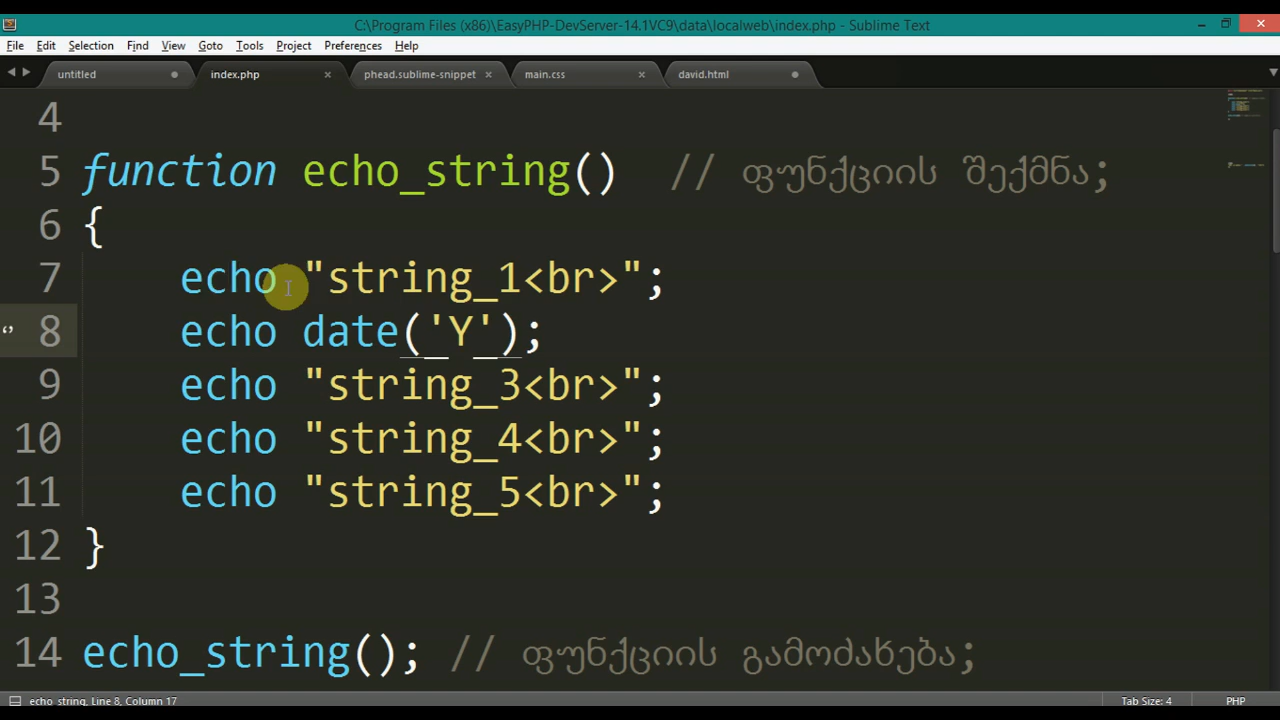 C:\Program Files (x86)\EasyPHP-DevServer-14.1VC9\data\localweb\index.php - Sublime Text
File Edit Selection Find View Goto Tools Project Preferences Help
untitled index.php phead.sublime-snippet main.css david.html
4
5 function echo_string() // ფუნქციის შექმნა;
6 {
7 echo "string_1<br>";
8 echo date('Y');
9 echo "string_3<br>";
10 echo "string_4<br>";
11 echo "string_5<br>";
12 }
13
14 echo_string(); // ფუნქციის გამოძახება;
echo_string, Line 8, Column 17 Tab Size: 4 PHP